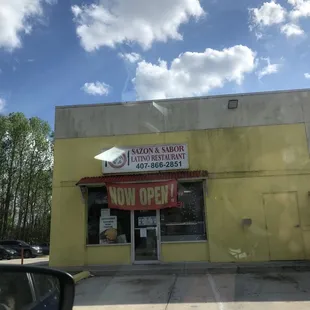 SAZON & SABOR
LATINO RESTAURANT
407-866-2851
NOW OPEN!